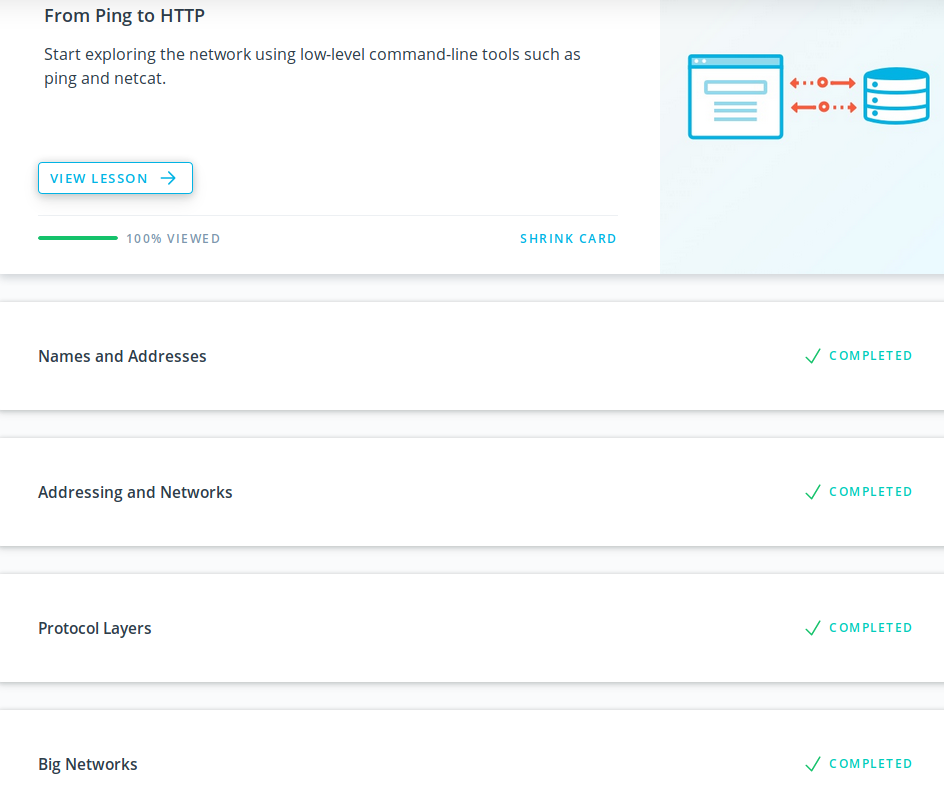 From Ping to HTTP
Start exploring the network using low-level command-line tools such as
ping and netcat.
VIEW LESSON
100% VIEWED
SHRINK CARD
Names and Addresses
COMPLETED
Addressing and Networks
COMPLETED
Protocol Layers
COMPLETED
Big Networks
COMPLETED